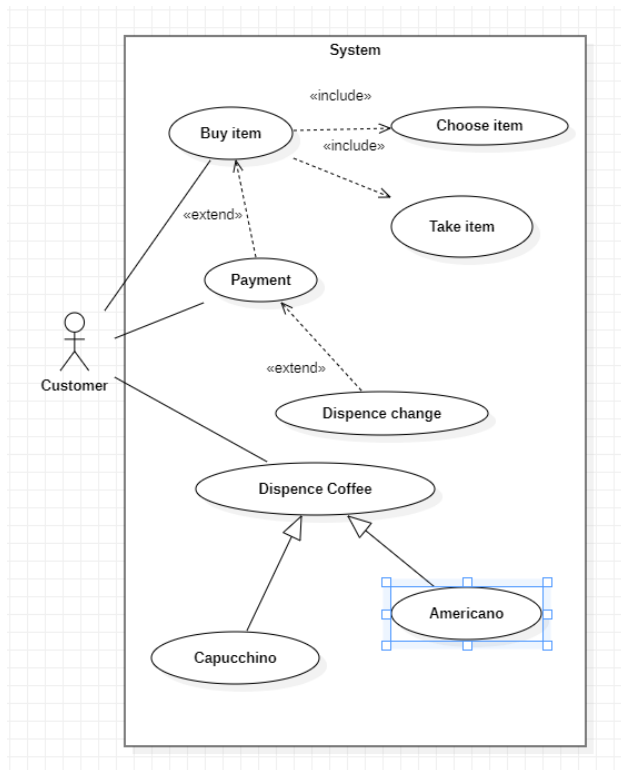 System
«include»
Buy item
Choose item
«include»
Take item
«extend»
Payment
Customer
«extend»
Dispence change
Dispence Coffee
Americano
Capucchino